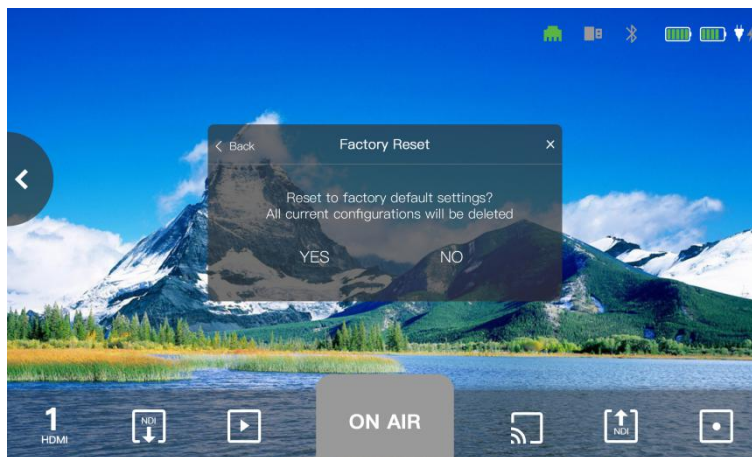 Back
Factory Reset
Reset to factory default settings?
All current configurations will be deleted
YES
NO
1
HDMI
NDI
ON AIR
NDI